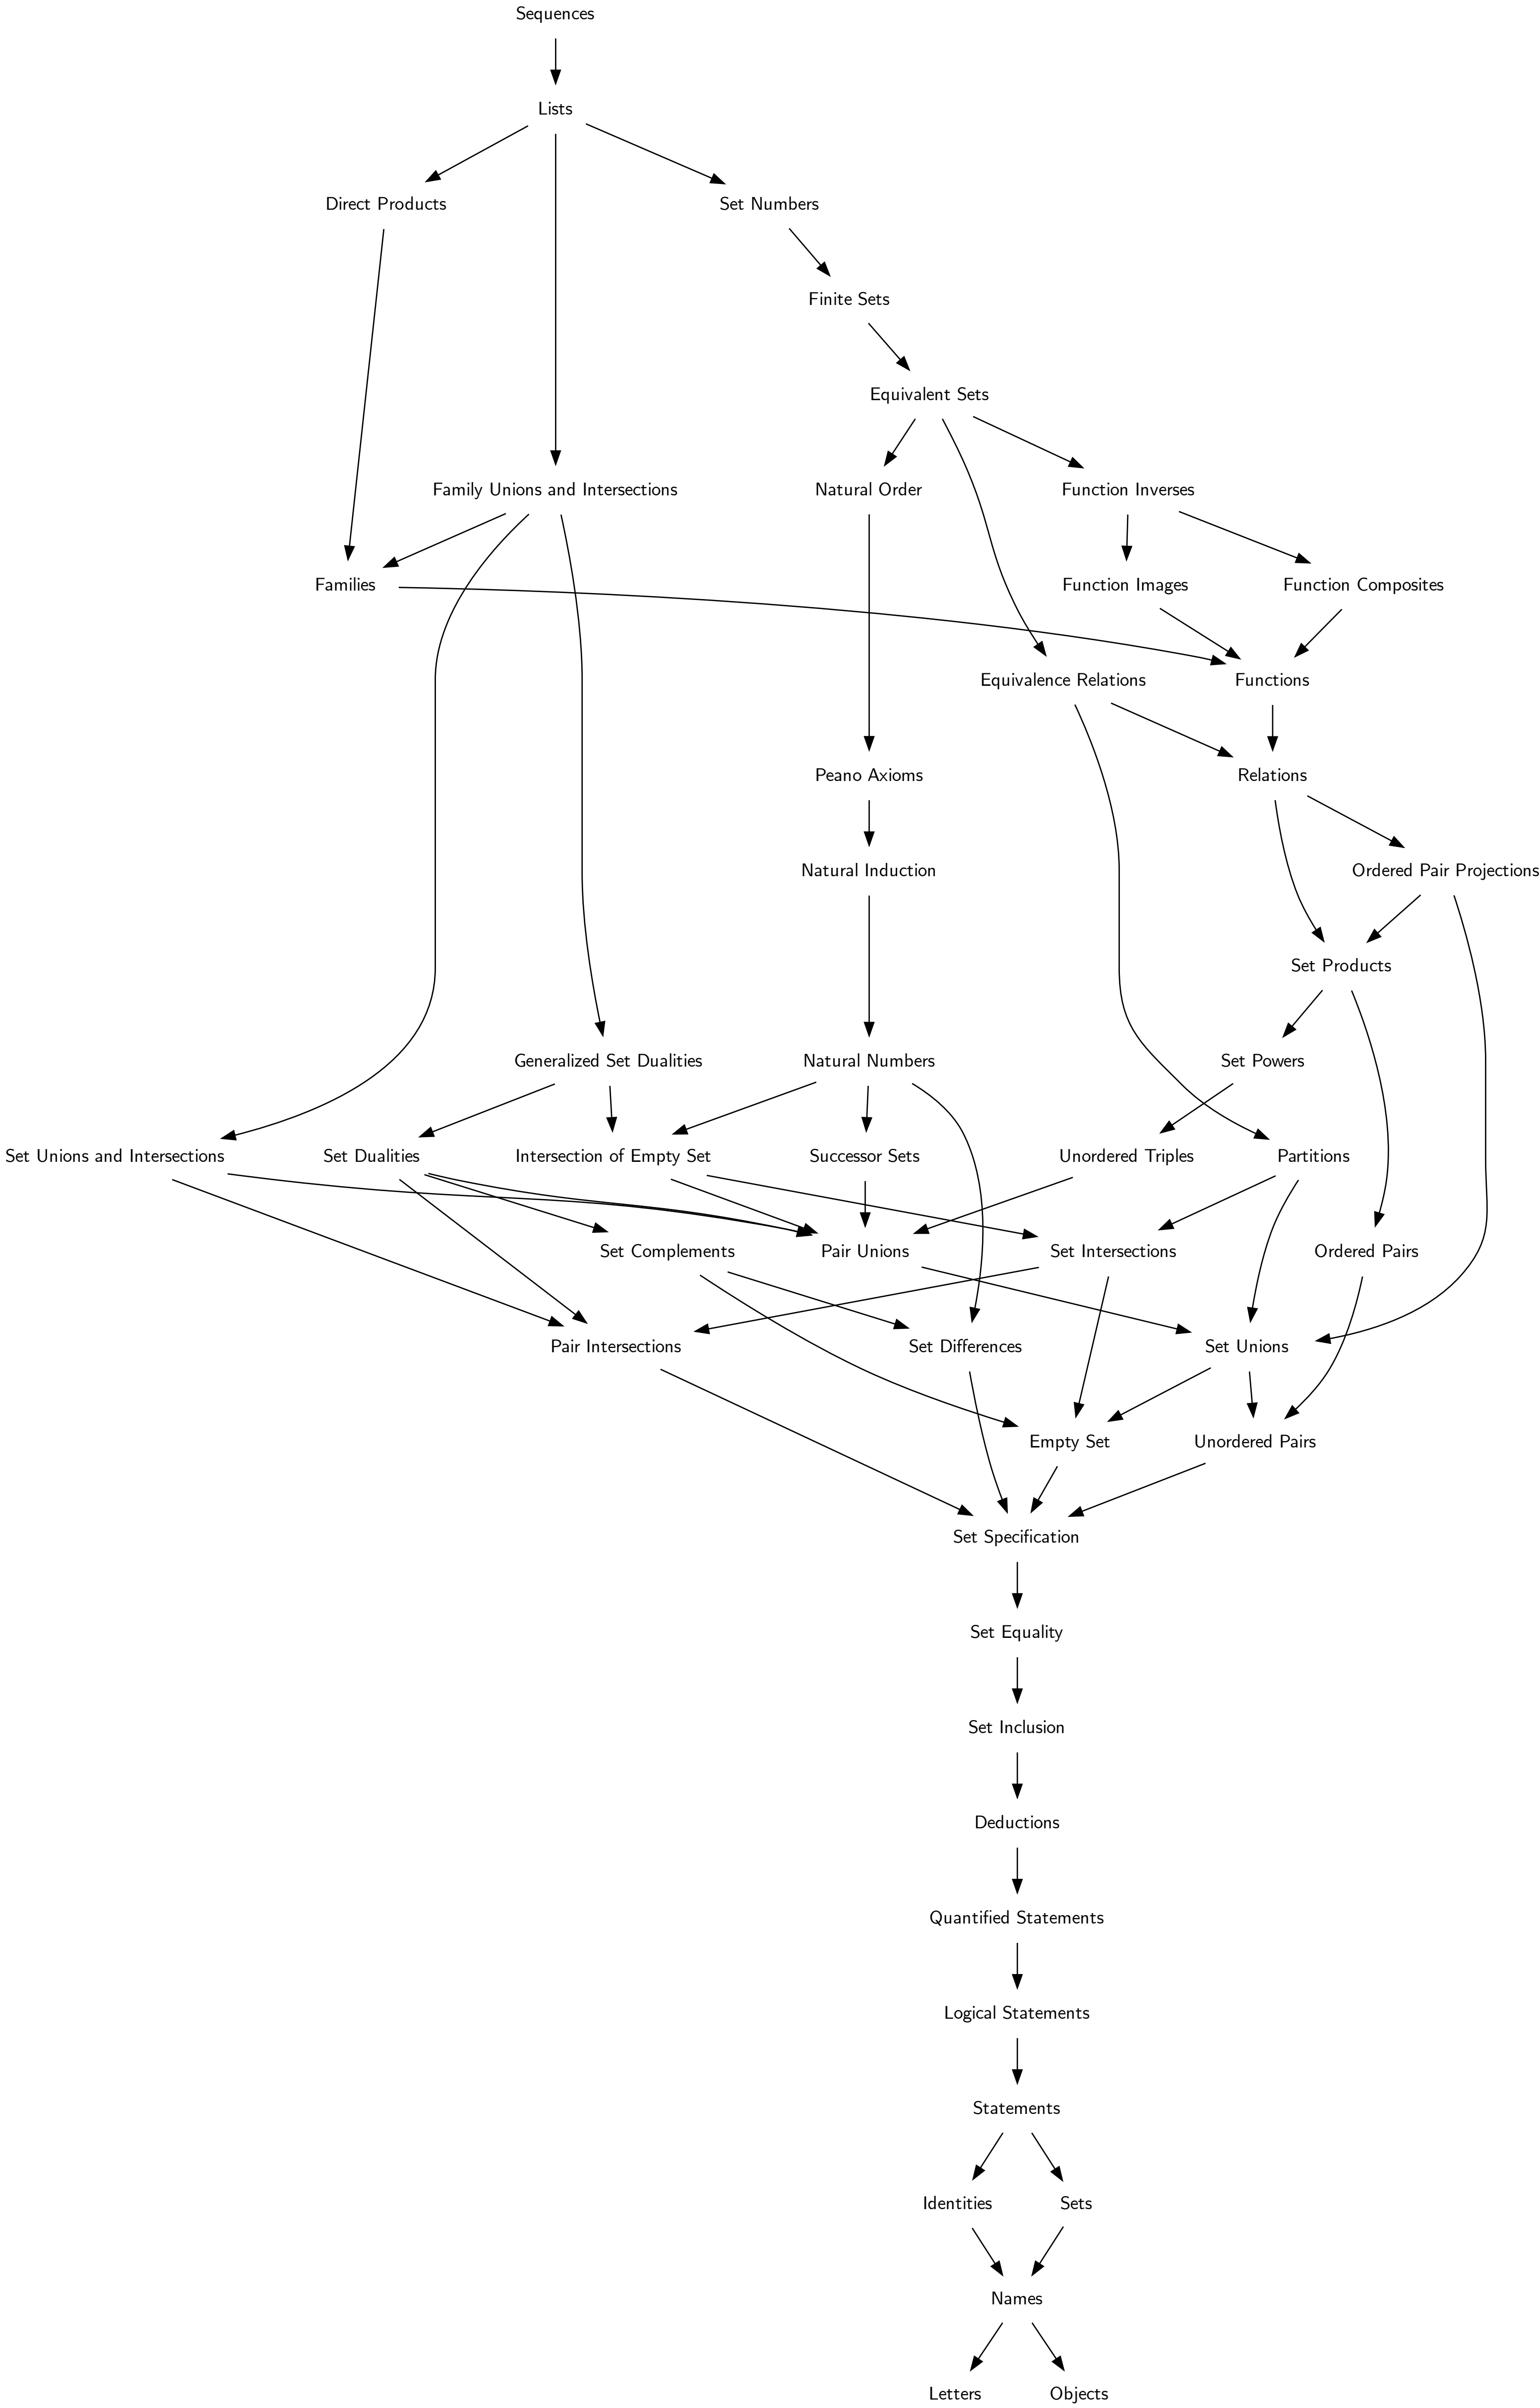 Sequences
Lists
Direct Products
Set Numbers
Finite Sets
Equivalent Sets
Family Unions and Intersections
Natural Order
Function Inverses
Families
Function Images
Function Composites
Equivalence Relations
Functions
Peano Axioms
Relations
Natural Induction
Ordered Pair Projections
Set Products
Generalized Set Dualities
Natural Numbers
Set Powers
Set Unions and Intersections
Set Dualities
Intersection of Empty Set
Successor Sets
Unordered Triples
Partitions
Set Complements
Pair Unions
Set Intersections
Ordered Pairs
Pair Intersections
Set Differences
Set Unions
Empty Set
Unordered Pairs
Set Specification
Set Equality
Set Inclusion
Deductions
Quantified Statements
Logical Statements
Statements
Identities
Sets
Names
Letters
Objects